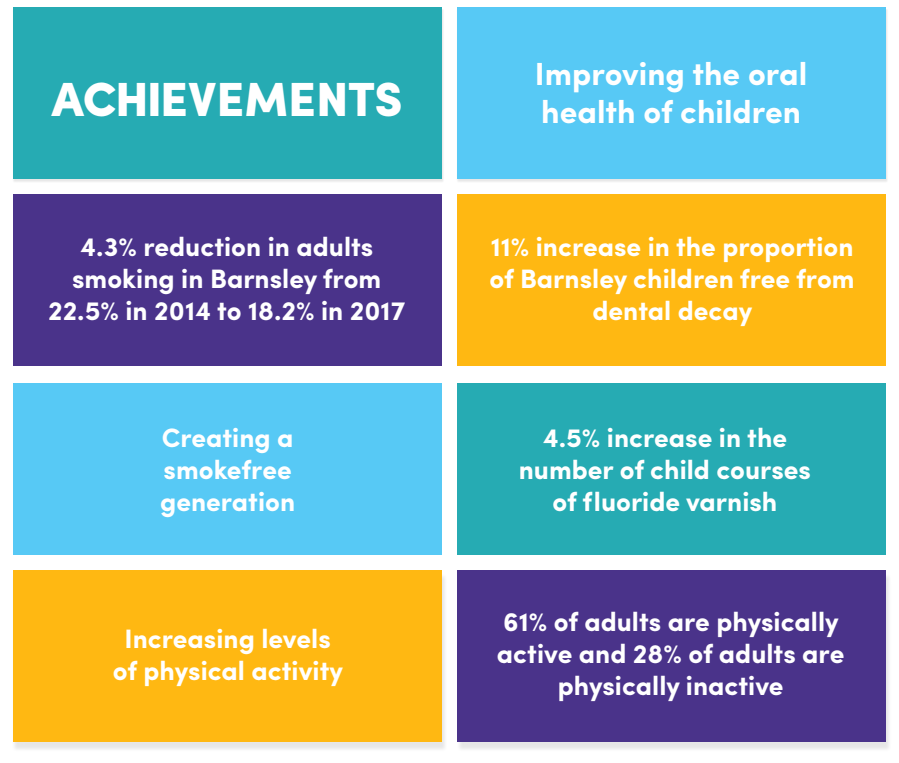 ACHIEVEMENTS
Improving the oral
health of children
4.3% reduction in adults
smoking in Barnsley from
22.5% in 2014 to 18.2% in 2017
11% increase in the proportion
of Barnsley children free from
dental decay
Creating a
smokefree
generation
4.5% increase in the
number of child courses
of fluoride varnish
Increasing levels
of physical activity
61% of adults are physically
active and 28% of adults are
physically inactive